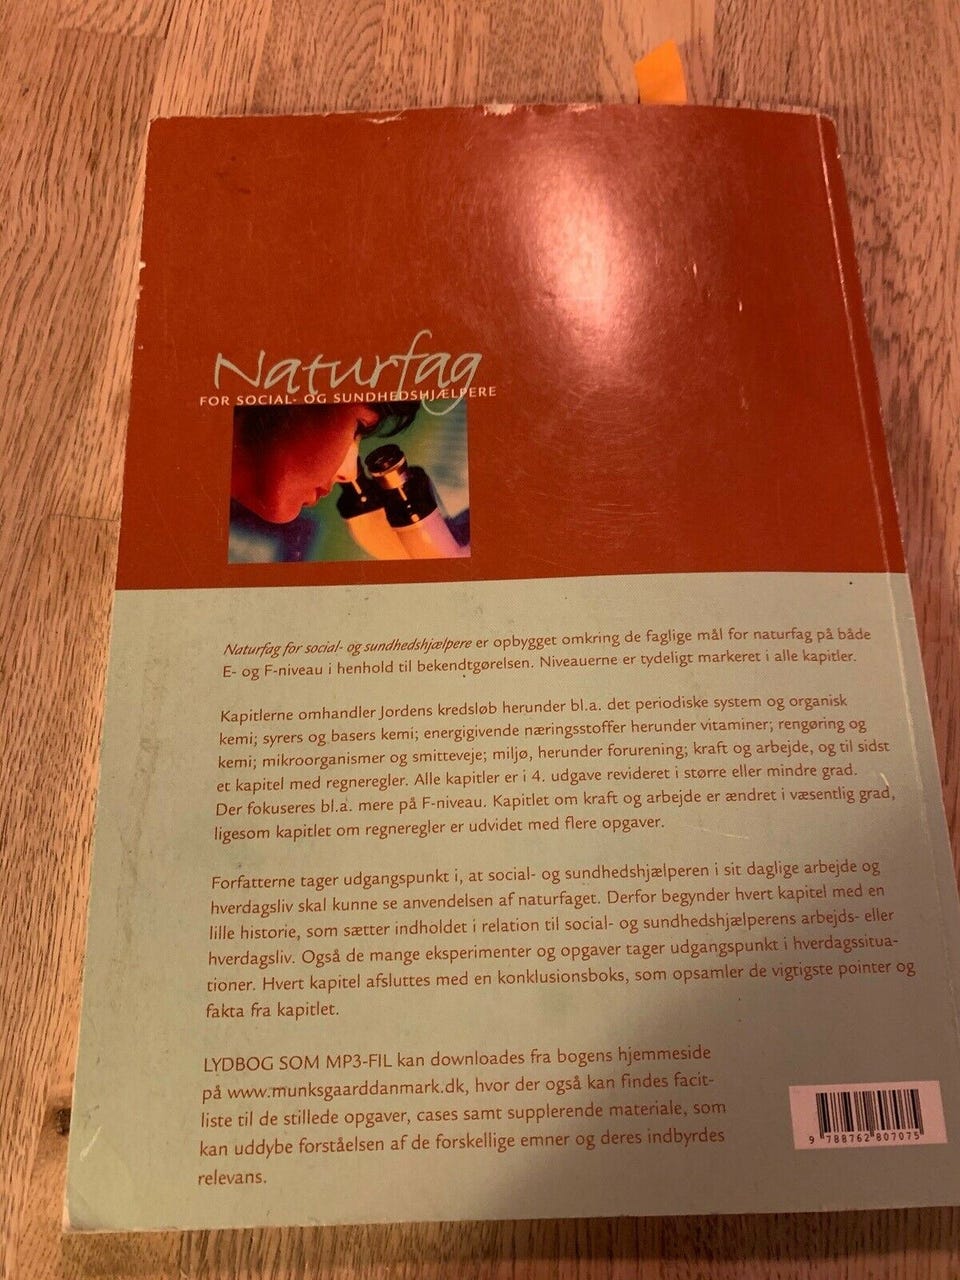 Naturfag
FOR SOCIAL- OG SUNDHEDSHJÆLPERE
Naturfag for social- og sundhedshjælpere er opbygget omkring de faglige mål for naturfag på både
E- og F-niveau i henhold til bekendtgørelsen. Niveauerne er tydeligt markeret i alle kapitler.
Kapitlerne omhandler Jordens kredsløb herunder bl.a. det periodiske system og organisk
kemi; syrers og basers kemi; energigivende næringsstoffer herunder vitaminer; rengøring og
kemi; mikroorganismer og smitteveje; miljø, herunder forurening; kraft og arbejde, og til sidst
et kapitel med regneregler. Alle kapitler er i 4. udgave revideret i større eller mindre grad.
Der fokuseres bl.a. mere på F-niveau. Kapitlet om kraft og arbejde er ændret i væsentlig grad,
ligesom kapitlet om regneregler er udvidet med flere opgaver.
Forfatterne tager udgangspunkt i, at social- og sundhedshjælperen i sit daglige arbejde og
hverdagsliv skal kunne se anvendelsen af naturfaget. Derfor begynder hvert kapitel med en
lille historie, som sætter indholdet i relation til social- og sundhedshjælperens arbejds- eller
hverdagsliv. Også de mange eksperimenter og opgaver tager udgangspunkt i hverdagssitua-
tioner. Hvert kapitel afsluttes med en konklusionsboks, som opsamler de vigtigste pointer og
fakta fra kapitlet.
LYDBOG SOM MP3-FIL kan downloades fra bogens hjemmeside
på www.munksgaarddanmark.dk, hvor der også kan findes facit-
liste til de stillede opgaver, cases samt supplerende materiale, som
kan uddybe forståelsen af de forskellige emner og deres indbyrdes
relevans.
9 788762 807075